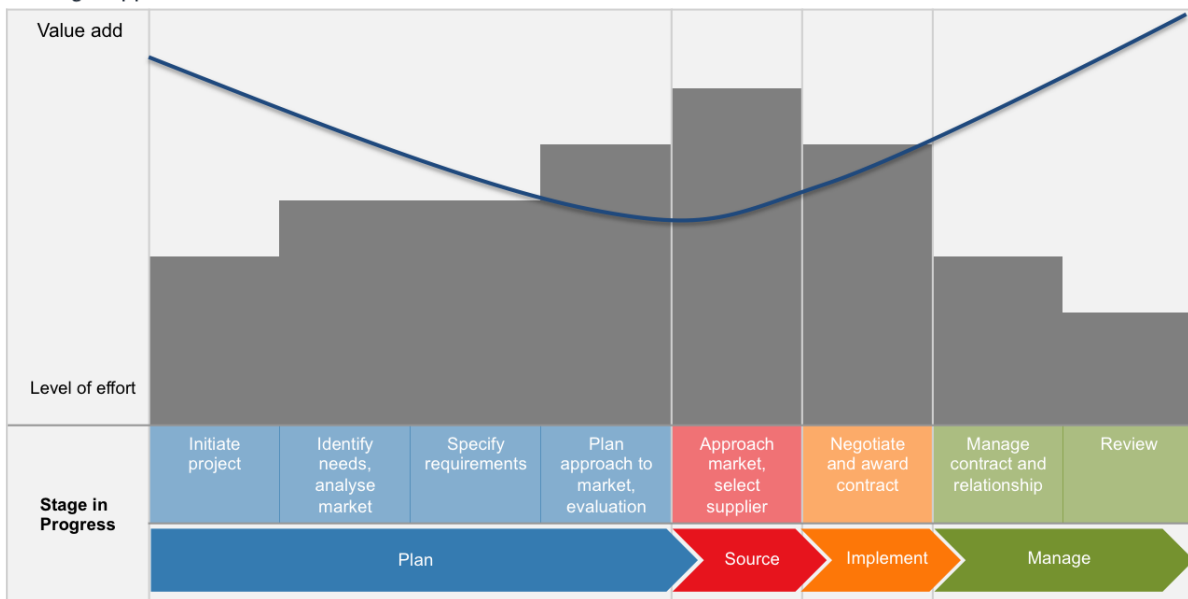 Value add
Level of effort
Initiate
project
Identify
needs,
analyse
market
Specify
requirements
Plan
approach to
market,
evaluation
Approach
market,
select
supplier
Negotiate
and award
contract
Manage
contract and
relationship
Review
Stage in
Progress
Plan
Source
Implement
Manage